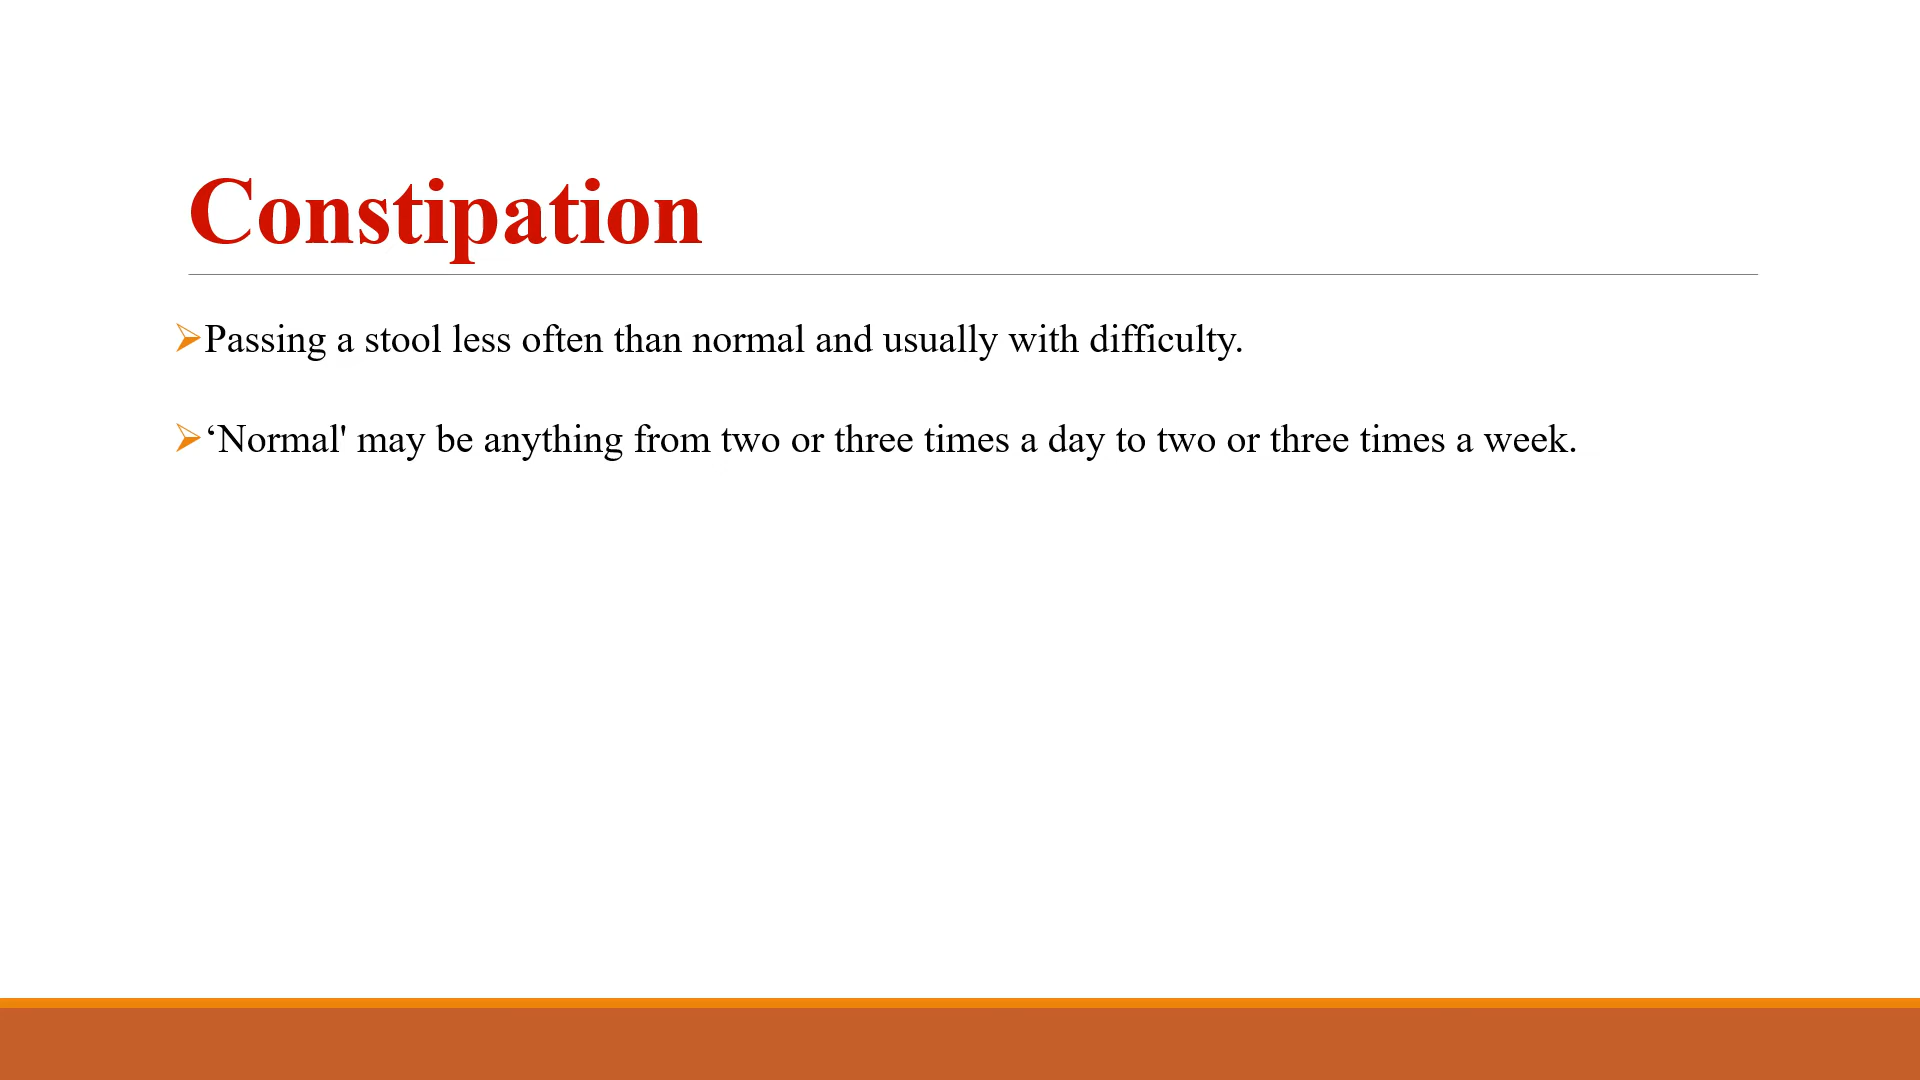 Constipation
➢Passing a stool less often than normal and usually with difficulty.
➢‘Normal' may be anything from two or three times a day to two or three times a week.